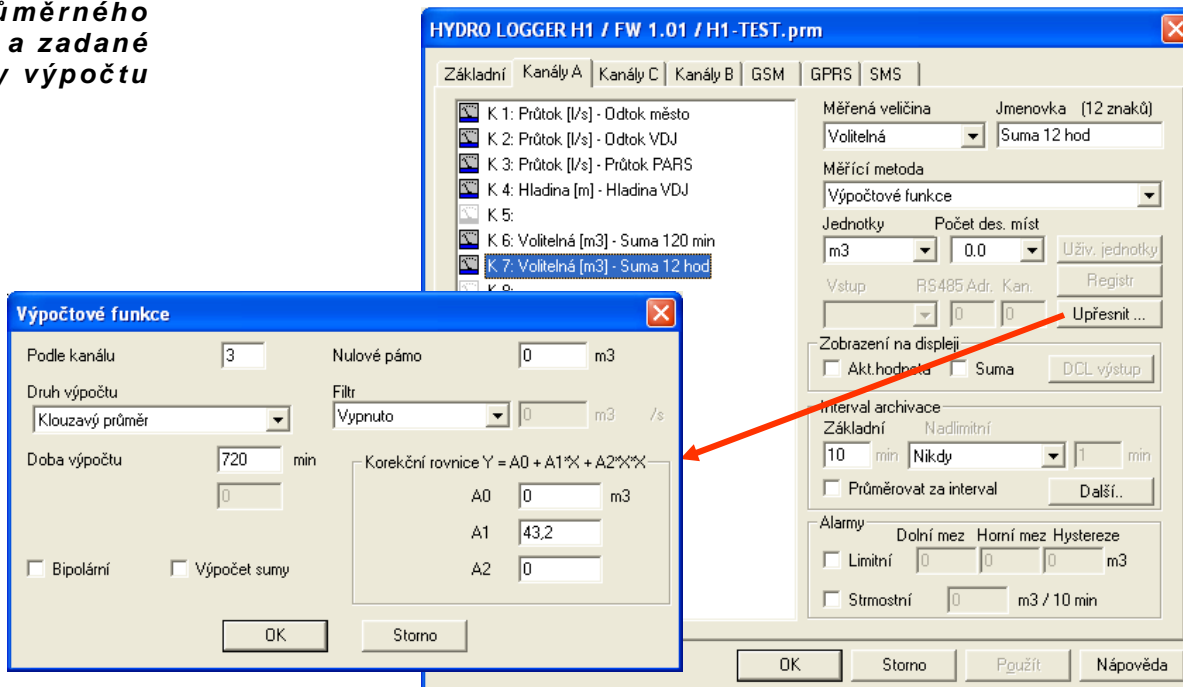 ůměrného
a zadané
y výpočtu
HYDRO LOGGER H1 / FW 1.01 / H1-TEST.prm
Základní Kanály A Kanály C Kanály B GSM GPRS SMS
K 1: Průtok [l/s] - Odtok město
K 2: Průtok [l/s] - Odtok VDJ
K 3: Průtok [l/s] - Průtok PARS
K 4: Hladina [m] - Hladina VDJ
K 5:
K 6: Volitelná [m3] - Suma 120 min
K 7: Volitelná [m3] - Suma 12 hod
Měřená veličina Jmenovka (12 znaků)
Volitelná Suma 12 hod
Měřící metoda
Výpočtové funkce
Jednotky Počet des. míst
m3 0.0 Uživ. jednotky
Vstup RS485 Adr. Kan. Registr
0 0 Upřesnit ...
Zobrazení na displeji
Akt.hodnota Suma DCL výstup
Interval archivace
Základní Nadlimitní
10 min Nikdy 1 min
Průměrovat za interval Další..
Alarmy
Dolní mez Horní mez Hystereze
Limitní 0 0 0 m3
Strmostní 0 m3 / 10 min
OK Storno Použít Nápověda
Výpočtové funkce
Podle kanálu 3 Nulové pámo 0 m3
Druh výpočtu Filtr
Klouzavý průměr Vypnuto 0 m3 /s
Doba výpočtu 720 min
0
Korekční rovnice Y = A0 + A1*X + A2*X*X
A0 0 m3
A1 43,2
A2 0
Bipolární Výpočet sumy
OK Storno